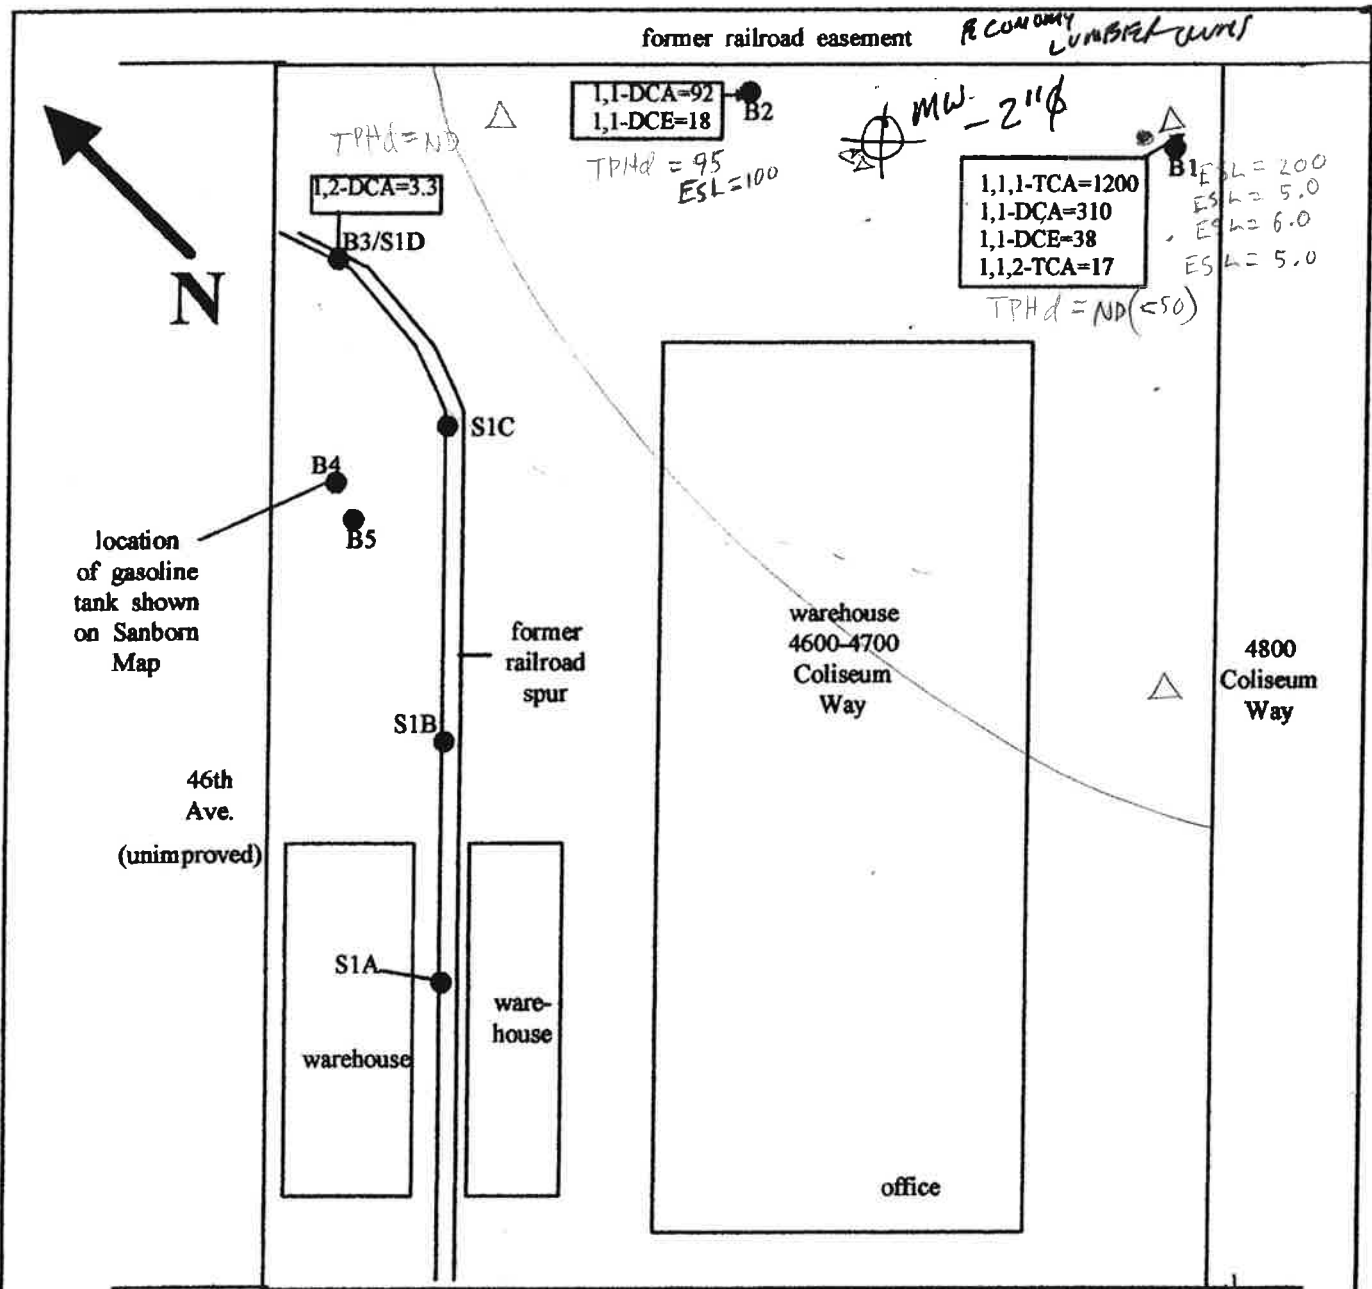 former railroad easement
ECONOMY
LUMBER OWNS
1,1-DCA=92
1,1-DCE=18
B2
MW
- 2"ϕ
TPHd = ND
TPHd = 95
ESL=100
1,2-DCA=3.3
B1
1,1,1-TCA=1200
1,1-DCA=310
1,1-DCE=38
1,1,2-TCA=17
ESL = 200
ESL = 5.0
ESL = 6.0
ESL = 5.0
TPHd = ND(<50)
B3/S1D
N
S1C
B4
B5
location
of gasoline
tank shown
on Sanborn
Map
former
railroad
spur
warehouse
4600-4700
Coliseum
Way
4800
Coliseum
Way
S1B
46th
Ave.
(unimproved)
S1A
ware-
house
warehouse
office